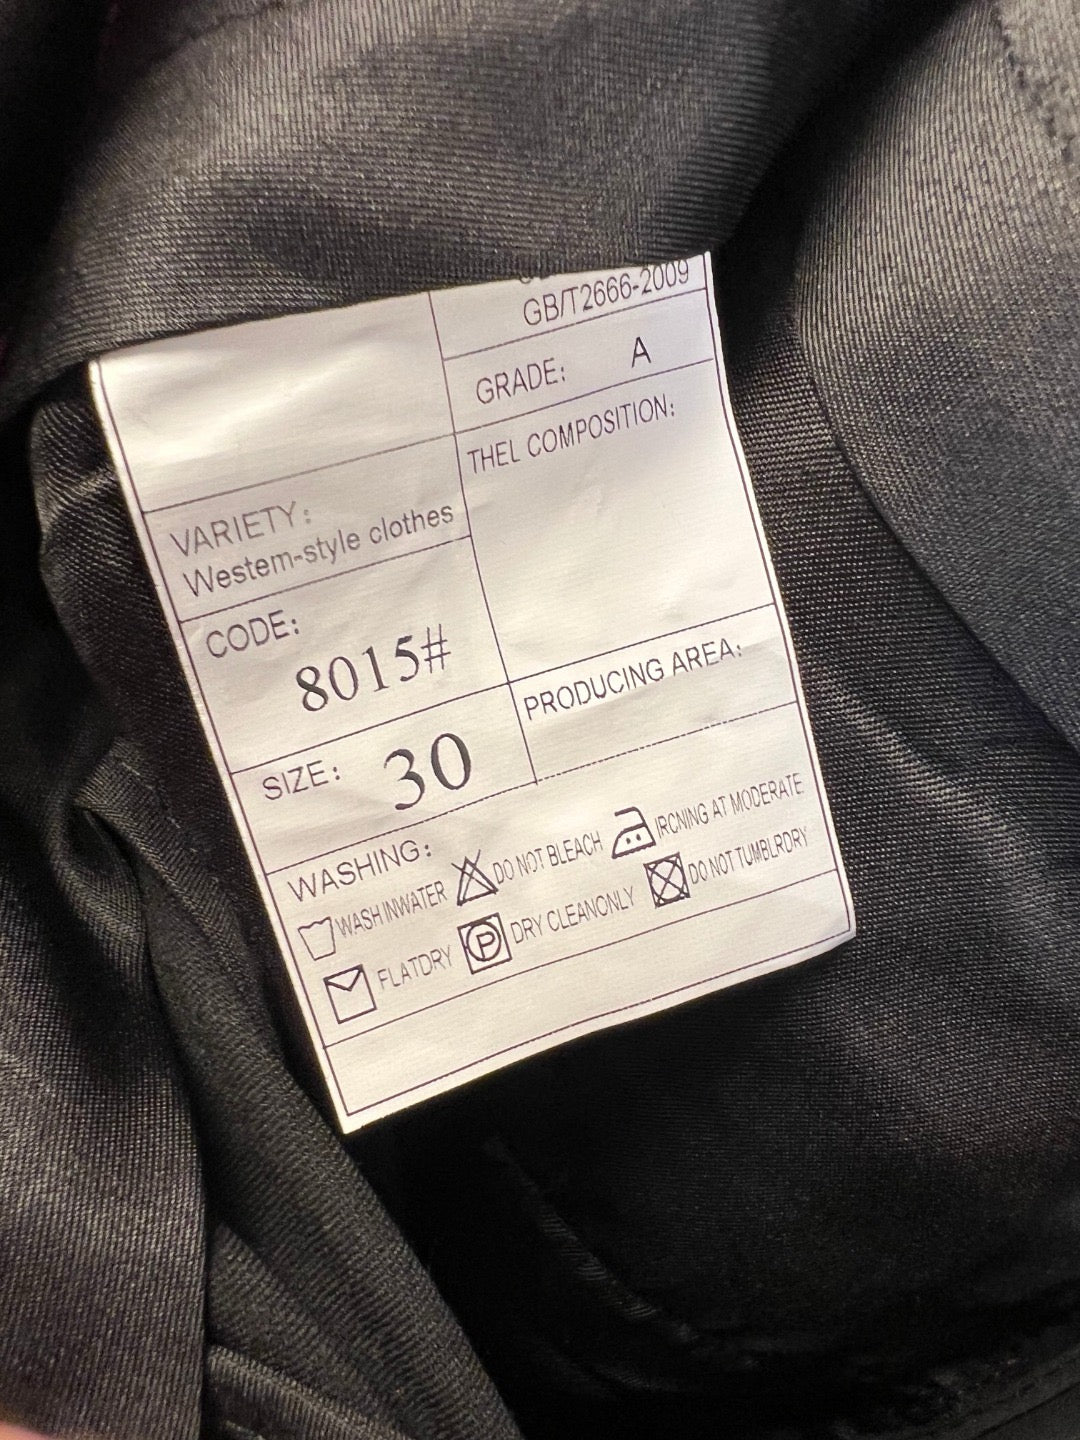 GB/T2666-2009
GRADE: A
THEL COMPOSITION:
VARIETY:
Westem-style clothes
CODE:
8015#
PRODUCING AREA:
SIZE: 30
WASHING:
WASH INWATER DO NOT BLEACH IRCNING AT MODERATE
FLATDRY P DRY CLEANONLY DO NOT TUMBLRDRY